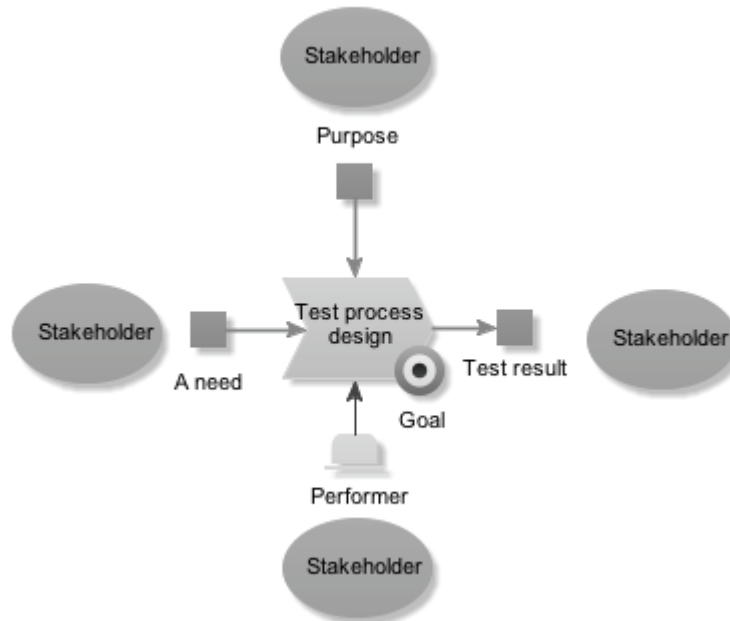 Stakeholder
Purpose
Test process
design
Stakeholder
A need
Test result
Stakeholder
Goal
Performer
Stakeholder